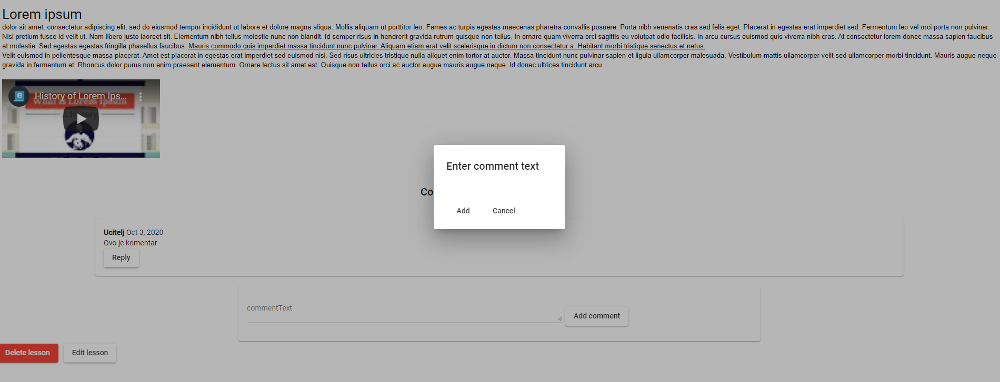 Lorem ipsum
dolor sit amet, consectetur adipiscing elit, sed do eiusmod tempor incididunt ut labore et dolore magna aliqua. Mollis aliquam ut porttitor leo. Fames ac turpis egestas maecenas pharetra convallis posuere. Porta nibh venenatis cras sed felis eget. Placerat in egestas erat imperdiet sed. Fermentum leo vel orci porta non pulvinar.
Nisl pretium fusce id velit ut. Nam libero justo laoreet sit. Elementum nibh tellus molestie nunc non blandit. Id semper risus in hendrerit gravida rutrum quisque non tellus. In ornare quam viverra orci sagittis eu volutpat odio facilisis. In arcu cursus euismod quis viverra nibh cras. At consectetur lorem donec massa sapien faucibus
et molestie. Sed egestas egestas fringilla phasellus faucibus. Mauris commodo quis imperdiet massa tincidunt nunc pulvinar. Aliquam etiam erat velit scelerisque in dictum non consectetur a. Habitant morbi tristique senectus et netus.
Velit euismod in pellentesque massa placerat. Amet est placerat in egestas erat imperdiet sed euismod nisi. Sed risus ultricies tristique nulla aliquet enim tortor at auctor. Massa tincidunt nunc pulvinar sapien et ligula ullamcorper malesuada. Vestibulum mattis ullamcorper velit sed ullamcorper morbi tincidunt. Mauris augue neque
gravida in fermentum et. Rhoncus dolor purus non enim praesent elementum. Ornare lectus sit amet est. Quisque non tellus orci ac auctor augue mauris augue neque. Id donec ultrices tincidunt arcu.
e History of Lorem Ips...
What is Lorem Ipsum
Enter comment text
Co
Add Cancel
Ucitelj Oct 3, 2020
Ovo je komentar
Reply
commentText
Add comment
Delete lesson Edit lesson